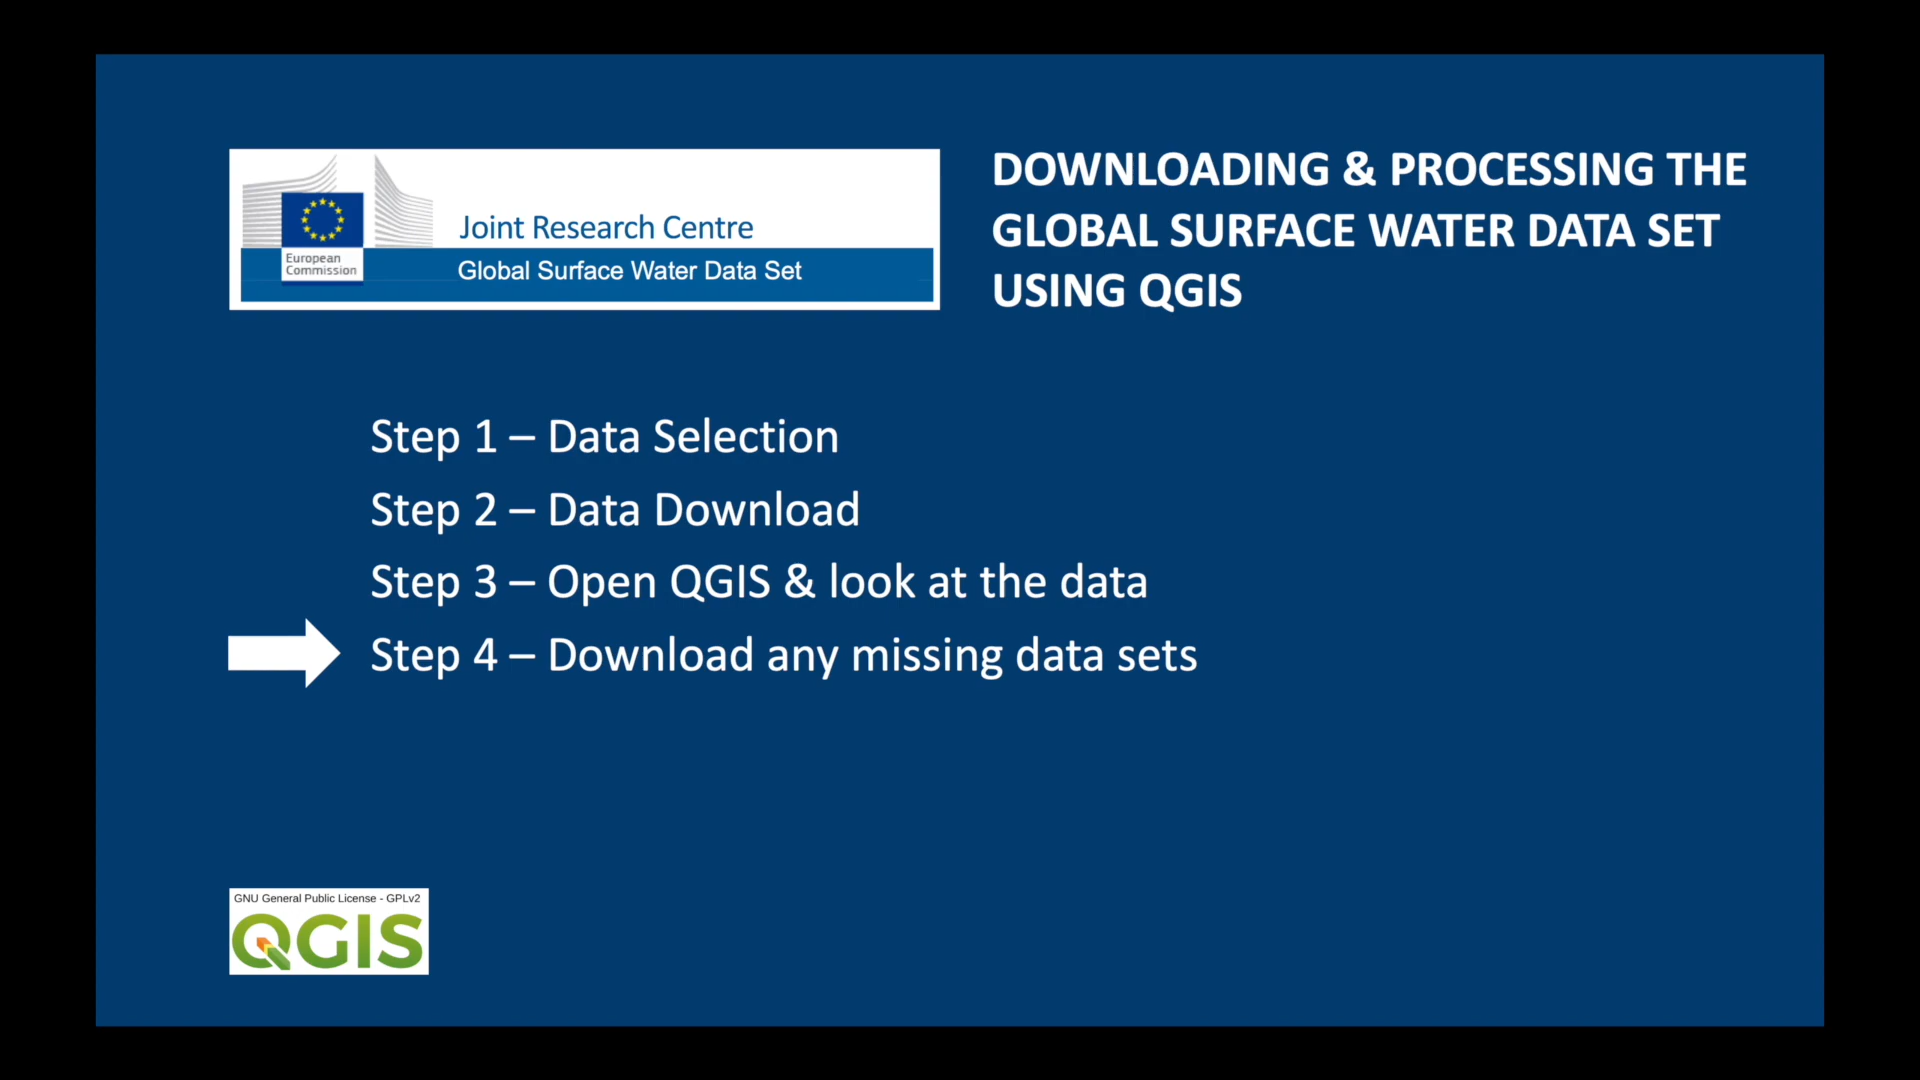 Joint Research Centre
European
Commission
Global Surface Water Data Set
DOWNLOADING & PROCESSING THE
GLOBAL SURFACE WATER DATA SET
USING QGIS
Step 1 – Data Selection
Step 2 – Data Download
Step 3 – Open QGIS & look at the data
Step 4 – Download any missing data sets
GNU General Public License - GPLv2
QGIS